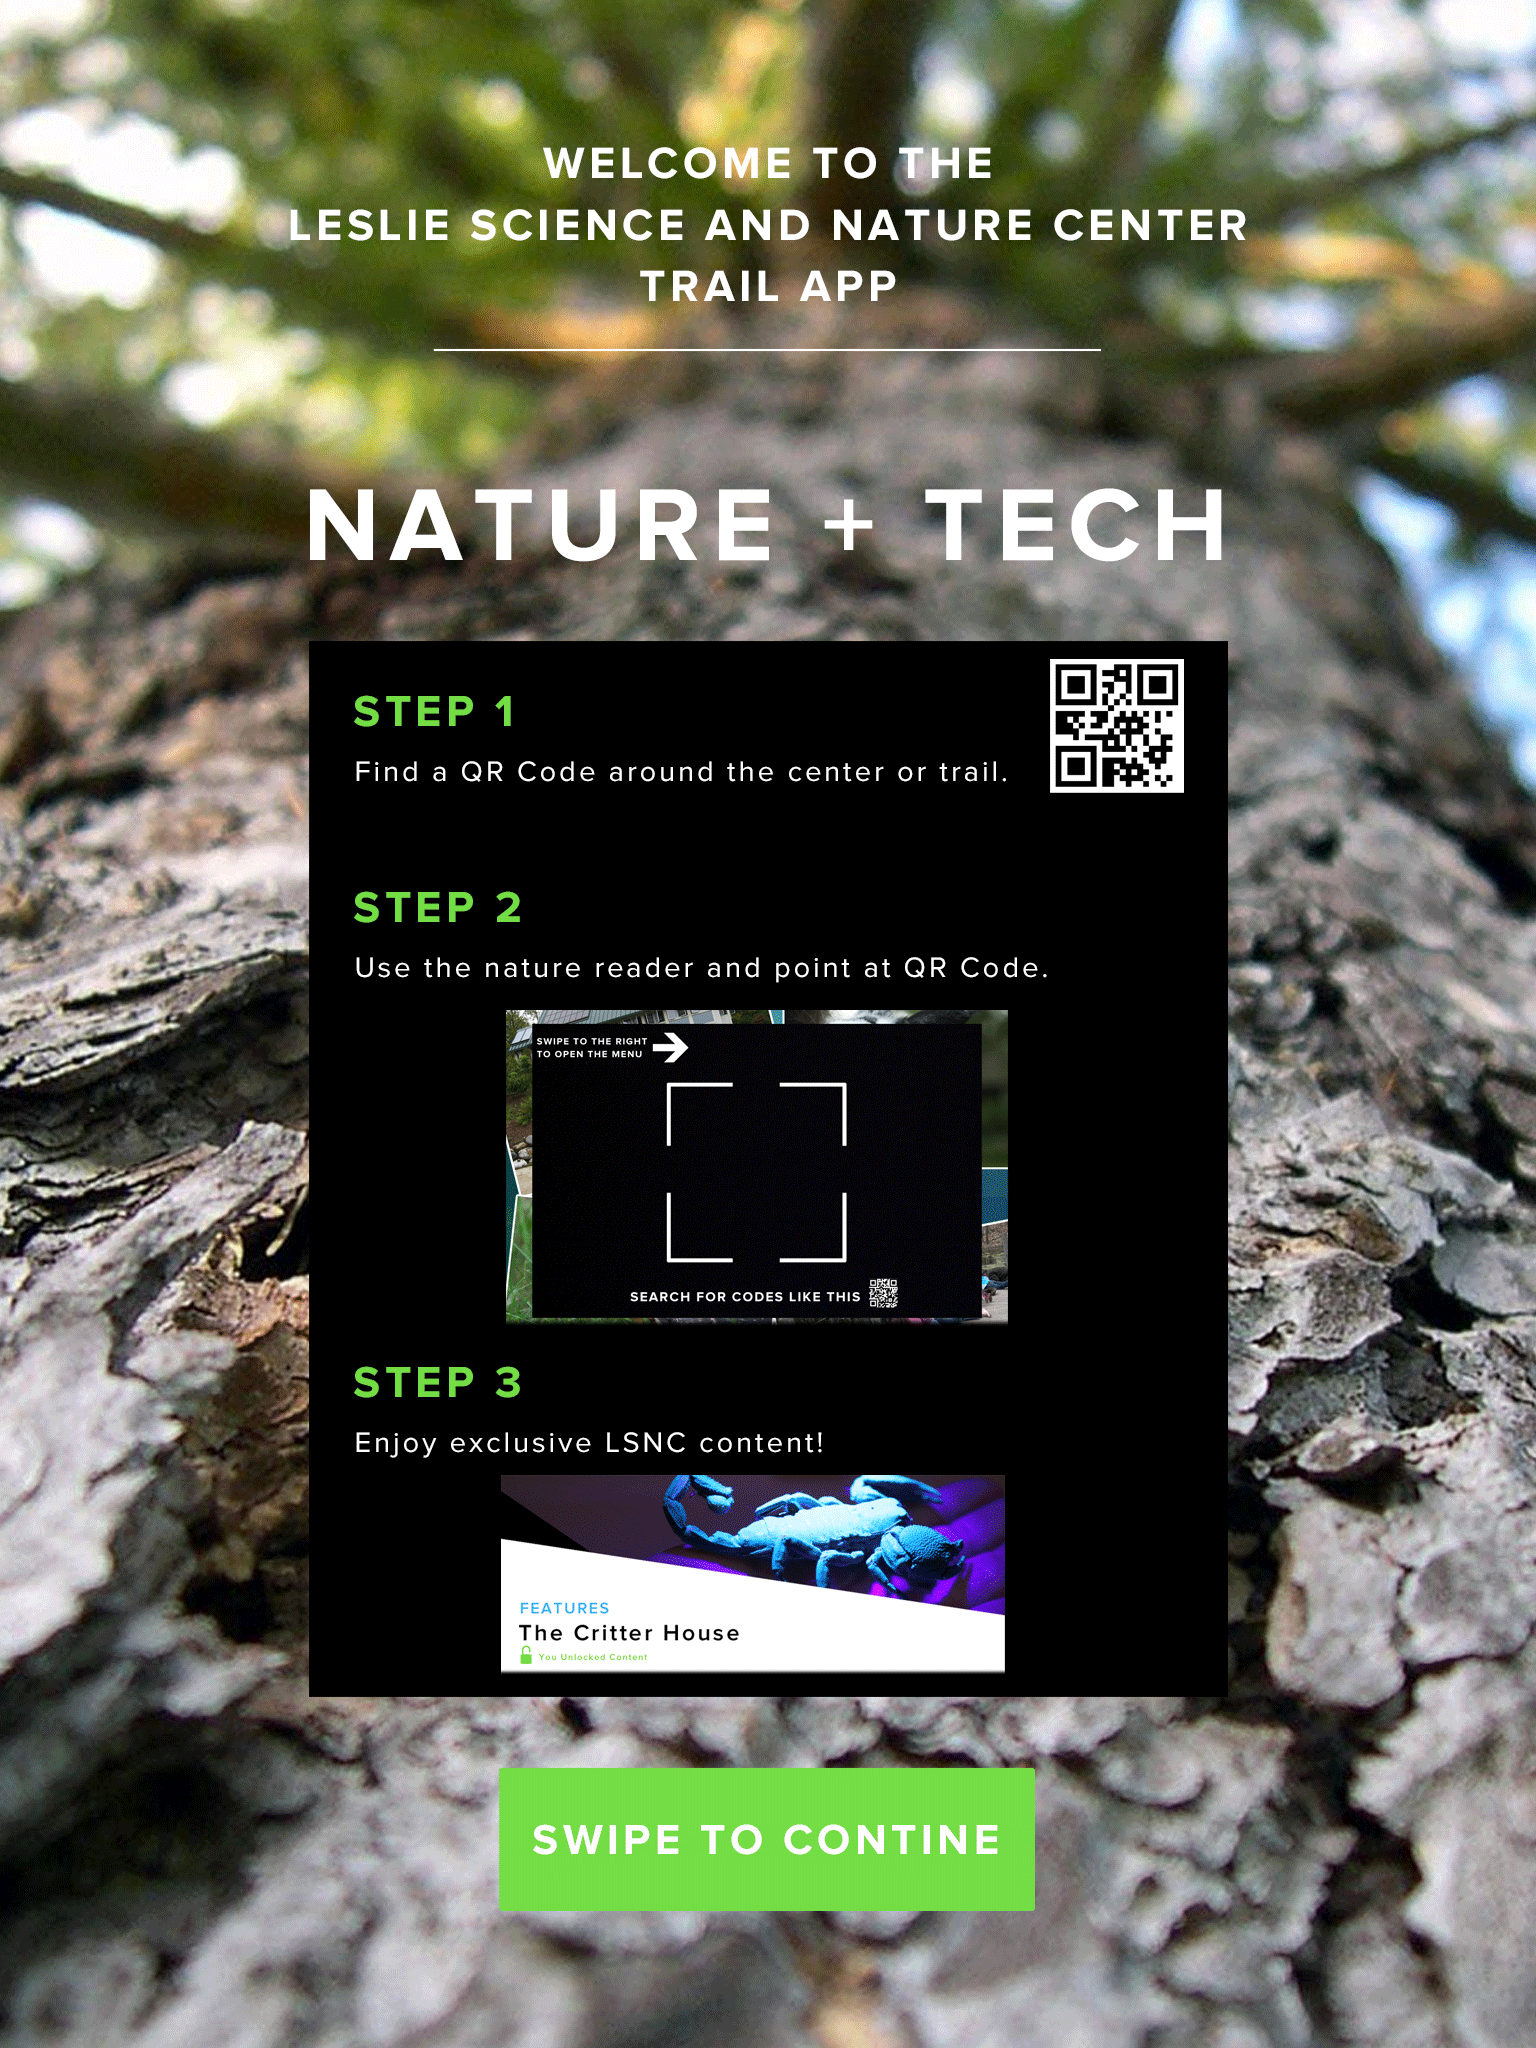 WELCOME TO THE
LESLIE SCIENCE AND NATURE CENTER
TRAIL APP
NATURE + TECH
STEP 1
Find a QR Code around the center or trail.
STEP 2
Use the nature reader and point at QR Code.
SWIPE TO THE RIGHT
TO OPEN THE MENU
SEARCH FOR CODES LIKE THIS
STEP 3
Enjoy exclusive LSNC content!
FEATURES
The Critter House
You Unlocked Content
SWIPE TO CONTINE